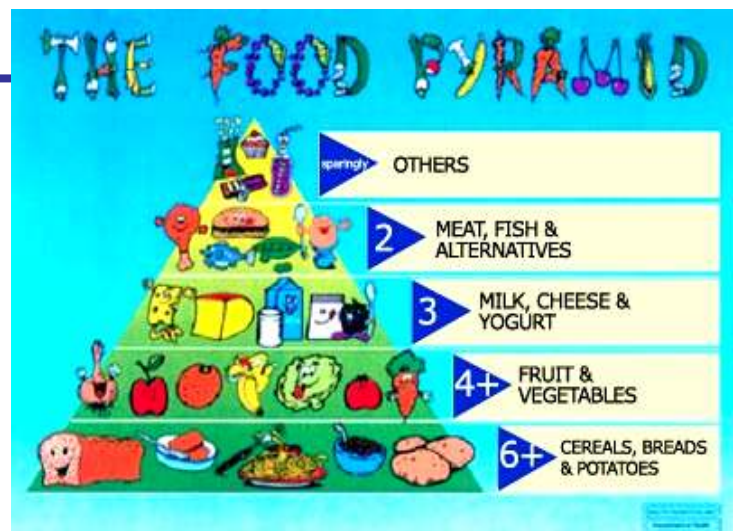 THE FOOD PYRAMID
sparingly OTHERS
2 MEAT, FISH &
ALTERNATIVES
3 MILK, CHEESE &
YOGURT
4+ FRUIT &
VEGETABLES
6+ CEREALS, BREADS
& POTATOES